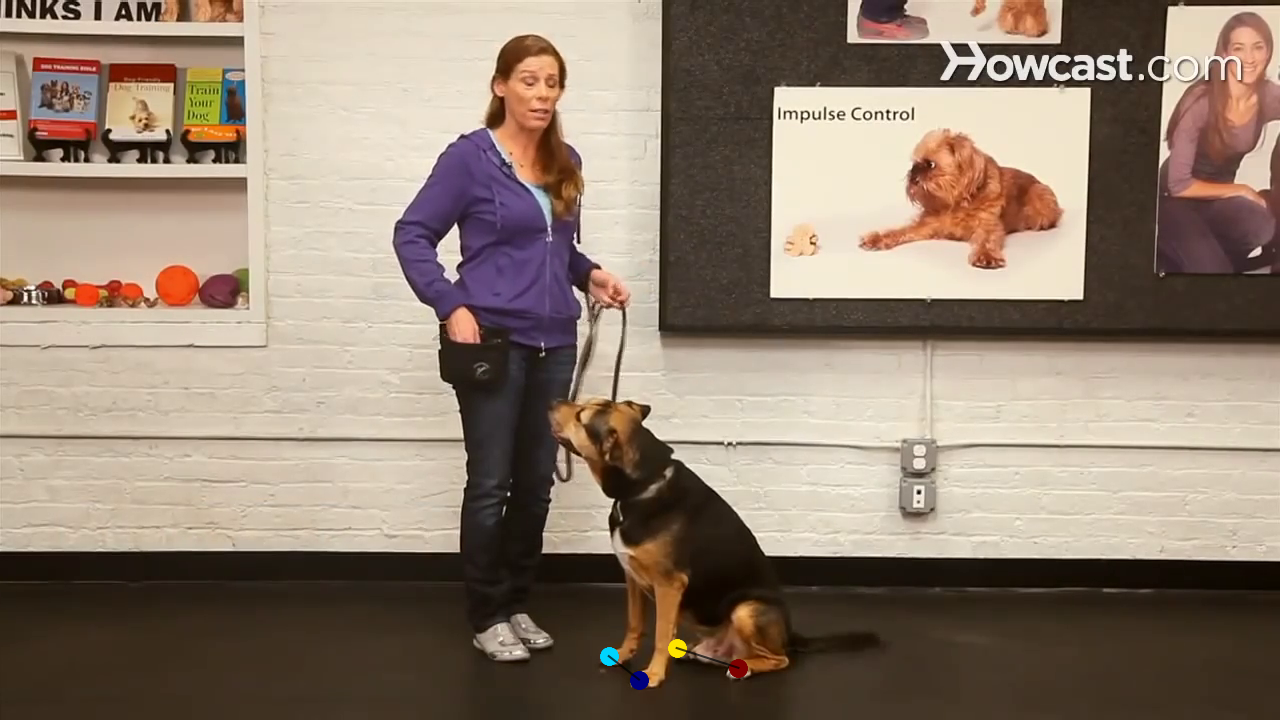 INKS I AM
Howcast.com
DOG TRAINING BIBLE
Dog-Friendly
Dog Training
Train
Your
Dog
Impulse Control